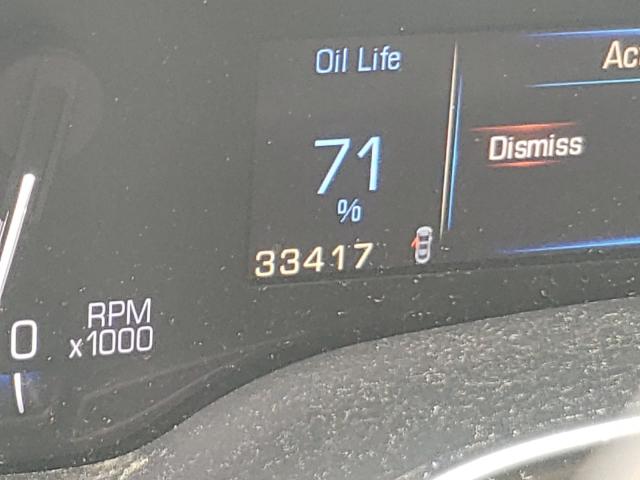 Oil Life
71
%
33417
Dismiss
0
RPM
x1000